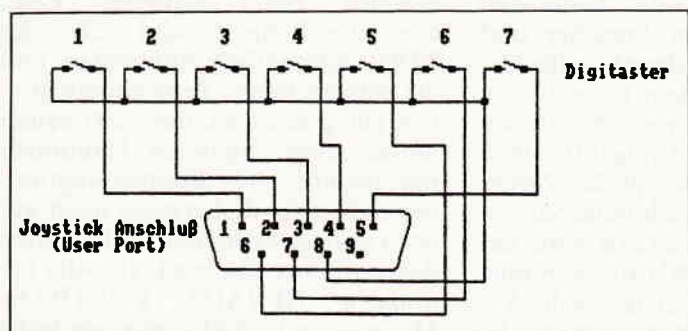 1 2 3 4 5 6 7
Digitaster
Joystick Anschluß
(User Port)
1 2 3 4 5
6 7 8 9